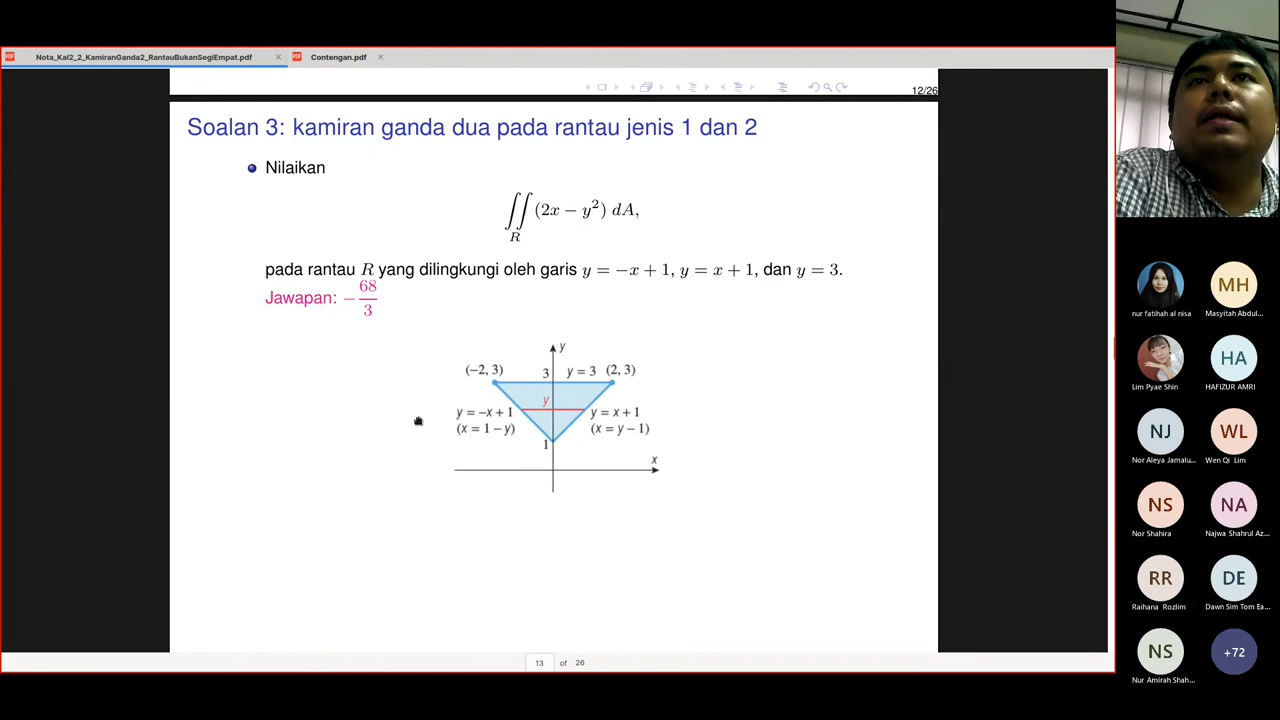 Nota_Kal2_2_KamiranGanda2_RantauBukanSegiEmpat.pdf
Contengan.pdf
12/26
Soalan 3: kamiran ganda dua pada rantau jenis 1 dan 2
Nilaikan
∬_R (2x − y²) dA,
pada rantau R yang dilingkungi oleh garis y = −x + 1, y = x + 1, dan y = 3.
Jawapan: − 68/3
y
(−2, 3) 3 y = 3 (2, 3)
y
y = −x + 1 y = x + 1
(x = 1 − y) (x = y − 1)
1
x
13 of 26
nur fatihah al nisa
MH
Masyitah Abdul...
Lim Pyae Shin
HA
HAFIZUR AMRI
NJ
Nor Aleya Jamalu...
WL
Wen Qi Lim
NS
Nor Shahira
NA
Najwa Shahrul Az...
RR
Raihana Rozlim
DE
Dawn Sim Tom Ea...
NS
Nur Amirah Shah...
+72